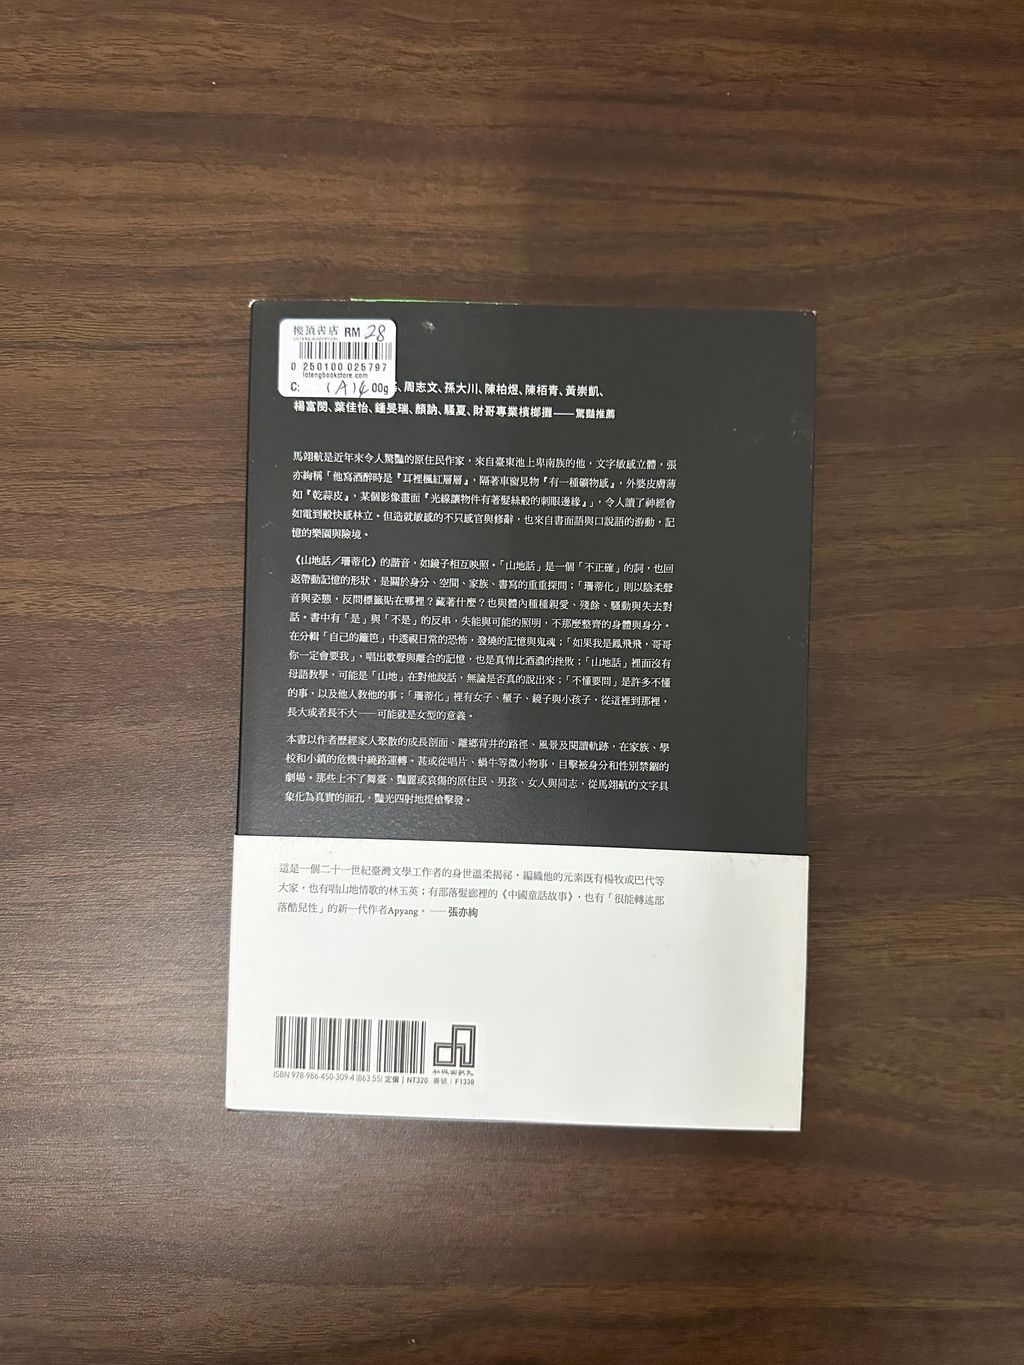 樓頂書店 RM 28
0 250100 025797
lotengbookstore.com
C: (A)4 00g
、周志文、孫大川、陳柏煜、陳栢青、黃崇凱、
楊富閔、葉佳怡、鍾旻瑞、顏訥、騷夏、財哥專業檳榔攤——驚豔推薦
馬翊航是近年來令人驚豔的原住民作家，來自臺東池上卑南族的他，文字敏感立體，張
亦絢稱「他寫酒醉時是『耳裡楓紅層層』，隔著車窗見物『有一種礦物感』，外婆皮膚薄
如『乾蒜皮』，某個影像畫面『光線讓物件有著髮絲般的刺眼邊緣』」，令人讀了神經會
如電到般快感林立。但造就敏感的不只感官與修辭，也來自書面語與口說語的游動，記
憶的樂園與險境。
《山地話／珊蒂化》的諧音，如鏡子相互映照。「山地話」是一個「不正確」的詞，也回
返帶動記憶的形狀，是關於身分、空間、家族、書寫的重重探問；「珊蒂化」則以陰柔聲
音與姿態，反問標籤貼在哪裡？藏著什麼？也與體內種種親愛、殘餘、騷動與失去對
話。書中有「是」與「不是」的反串，失能與可能的照明，不那麼整齊的身體與身分。
在分輯「自己的籬笆」中透視日常的恐怖，發燒的記憶與鬼魂；「如果我是鳳飛飛，哥哥
你一定會要我」，唱出歌聲與離合的記憶，也是真情比酒濃的挫敗；「山地話」裡面沒有
母語教學，可能是「山地」在對他說話，無論是否真的說出來；「不懂要問」是許多不懂
的事，以及他人教他的事；「珊蒂化」裡有女子、櫃子、鏡子與小孩子，從這裡到那裡，
長大或者長不大——可能就是女型的意義。
本書以作者歷經家人聚散的成長剖面、離鄉背井的路徑、風景及閱讀軌跡，在家族、學
校和小鎮的危機中繞路運轉。甚或從唱片、蝸牛等微小物事，目擊被身分和性別禁錮的
劇場。那些上不了舞臺、豔麗或哀傷的原住民、男孩、女人與同志，從馬翊航的文字具
象化為真實的面孔，豔光四射地提槍擊發。
這是一個二十一世紀臺灣文學工作者的身世溫柔揭祕，編織他的元素既有楊牧或巴代等
大家，也有唱山地情歌的林玉英；有部落髮廊裡的《中國童話故事》，也有「很能轉述部
落酷兒性」的新一代作者Apyang。——張亦絢
ISBN 978-986-450-309-4 (863.55) 定價｜NT320 書號｜F1338
九歌出版社